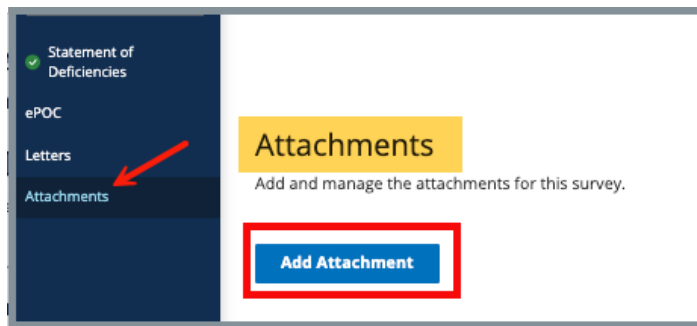 Statement of
Deficiencies
ePOC
Letters
Attachments
Attachments
Add and manage the attachments for this survey.
Add Attachment